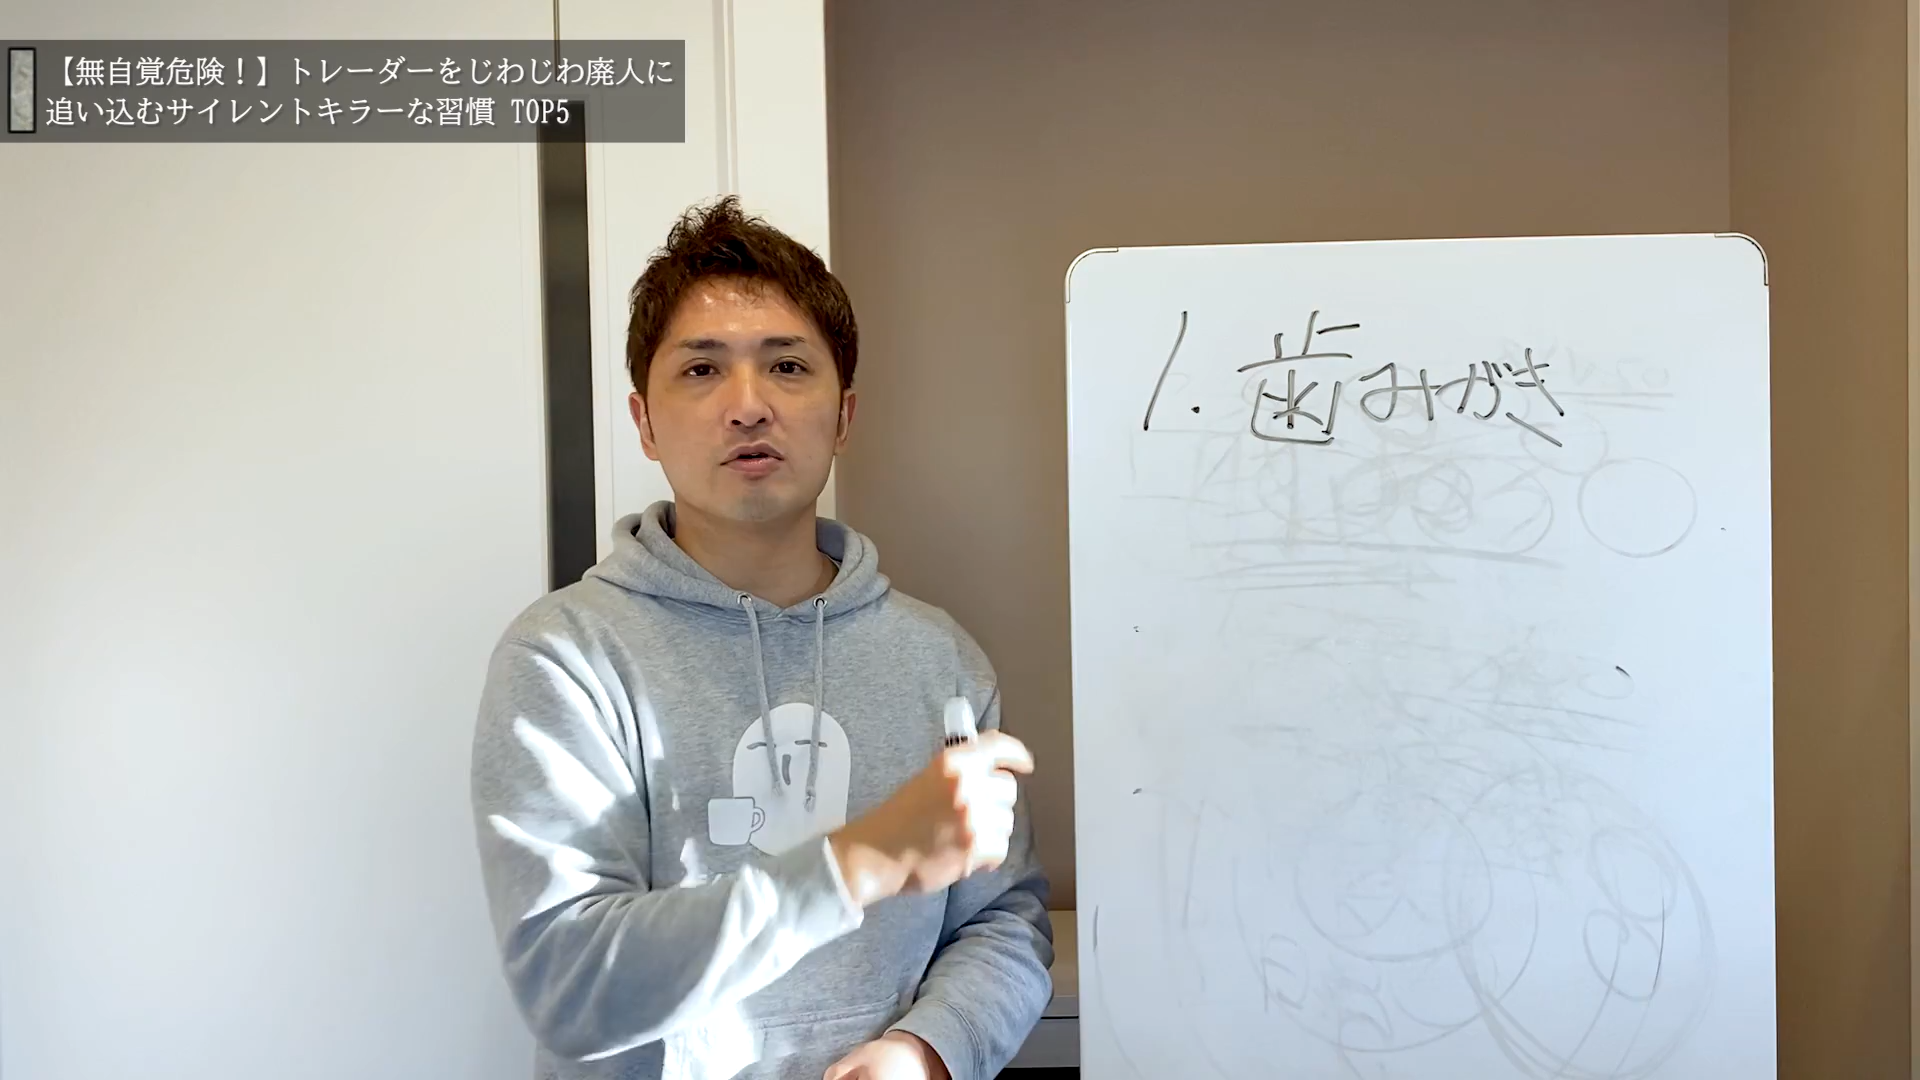 【無自覚危険！】トレーダーをじわじわ廃人に
追い込むサイレントキラーな習慣 TOP5
1. 歯みがき